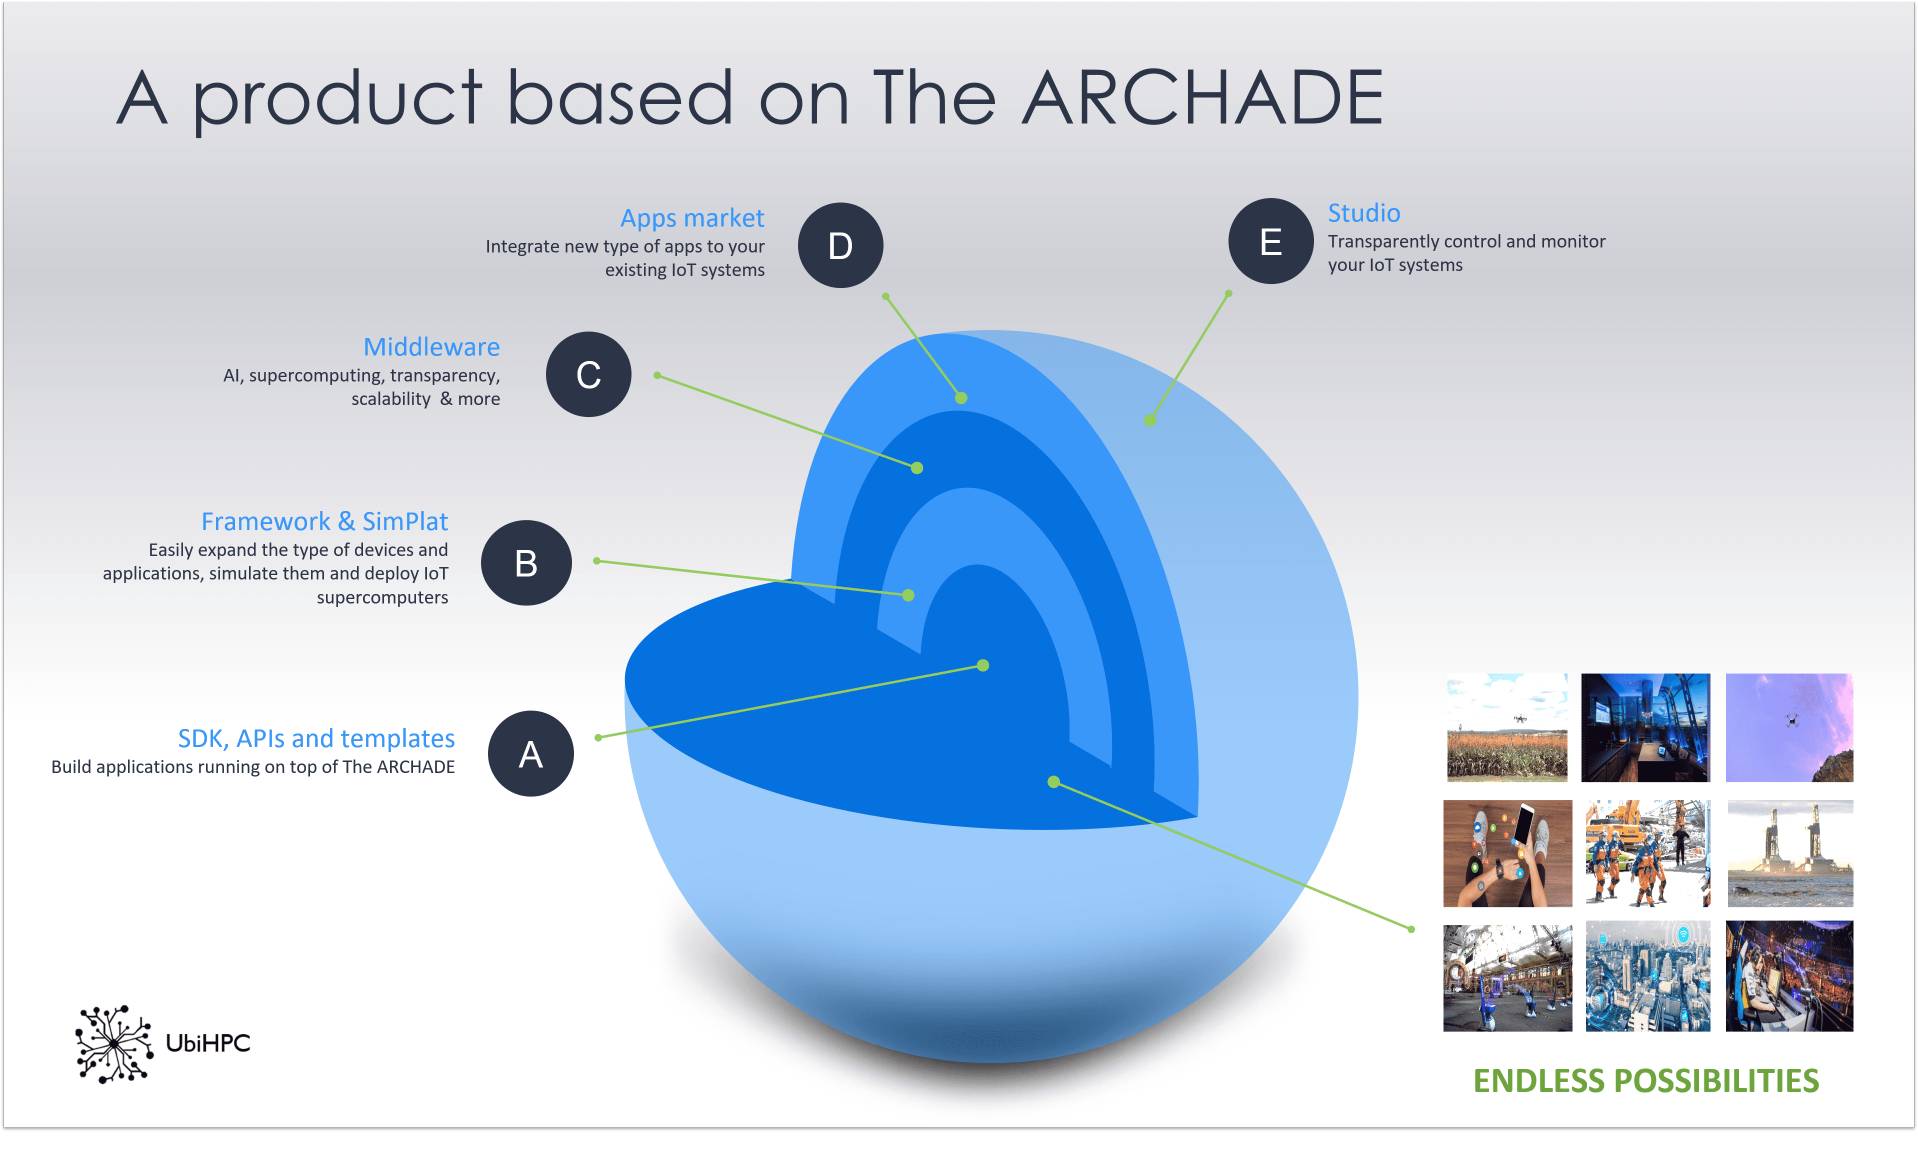 A product based on The ARCHADE
Apps market
Integrate new type of apps to your
existing IoT systems
D
E
Studio
Transparently control and monitor
your IoT systems
Middleware
AI, supercomputing, transparency,
scalability  & more
C
Framework & SimPlat
Easily expand the type of devices and
applications, simulate them and deploy IoT
supercomputers
B
SDK, APIs and templates
Build applications running on top of The ARCHADE
A
UbiHPC
ENDLESS POSSIBILITIES